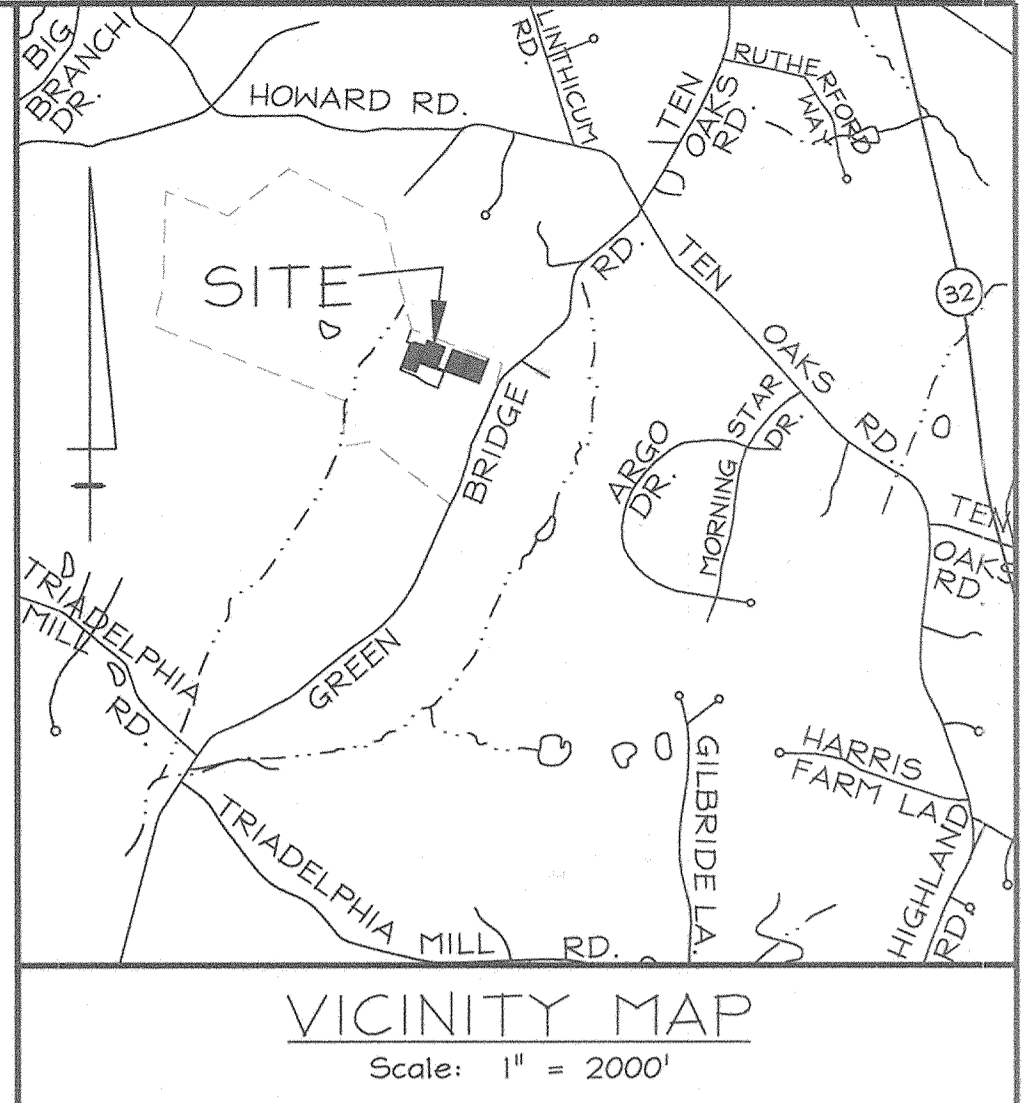 BIG
BRANCH
DR.
HOWARD RD.
LINTHICUM
RD.
TEN
OAKS
RD.
RUTHERFORD
WAY
SITE
RD.
TEN
OAKS
RD.
32
STAR
DR.
ARGO
DR.
MORNING
BRIDGE
GREEN
TEN
OAKS
RD.
TRIADELPHIA
MILL
RD.
TRIADELPHIA
MILL RD.
GILBRIDE LA.
HARRIS
FARM LA
HIGHLAND
RD.
VICINITY MAP
Scale: 1" = 2000'